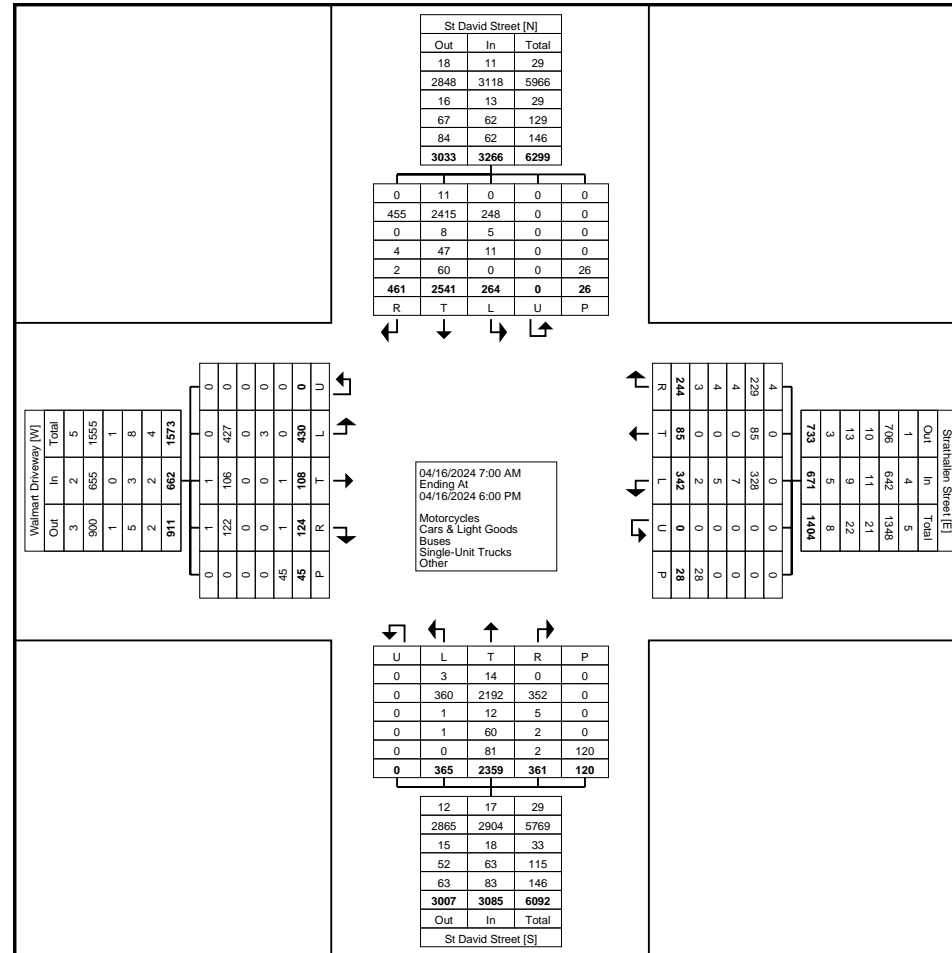 St David Street [N]
Out In Total
18 11 29
2848 3118 5966
16 13 29
67 62 129
84 62 146
3033 3266 6299
0 11 0 0 0
455 2415 248 0 0
0 8 5 0 0
4 47 11 0 0
2 60 0 0 26
461 2541 264 0 26
R T L U P
Walmart Driveway [W]
Total In Out
5 2 3
1555 655 900
1 0 1
8 3 5
4 2 2
1573 662 911
0 0 1 1 0
0 427 106 122 0
0 0 0 0 0
0 3 0 0 0
0 0 1 1 45
0 430 108 124 45
U L T R P
04/16/2024 7:00 AM
Ending At
04/16/2024 6:00 PM
Motorcycles
Cars & Light Goods
Buses
Single-Unit Trucks
Other
Strathallen Street [E]
Out In Total
1 4 5
706 642 1348
10 11 21
13 9 22
3 5 8
733 671 1404
4 0 0 0 0
229 85 328 0 0
4 0 7 0 0
4 0 5 0 0
3 0 2 0 28
244 85 342 0 28
R T L U P
U L T R P
0 3 14 0 0
0 360 2192 352 0
0 1 12 5 0
0 1 60 2 0
0 0 81 2 120
0 365 2359 361 120
12 17 29
2865 2904 5769
15 18 33
52 63 115
63 83 146
3007 3085 6092
Out In Total
St David Street [S]